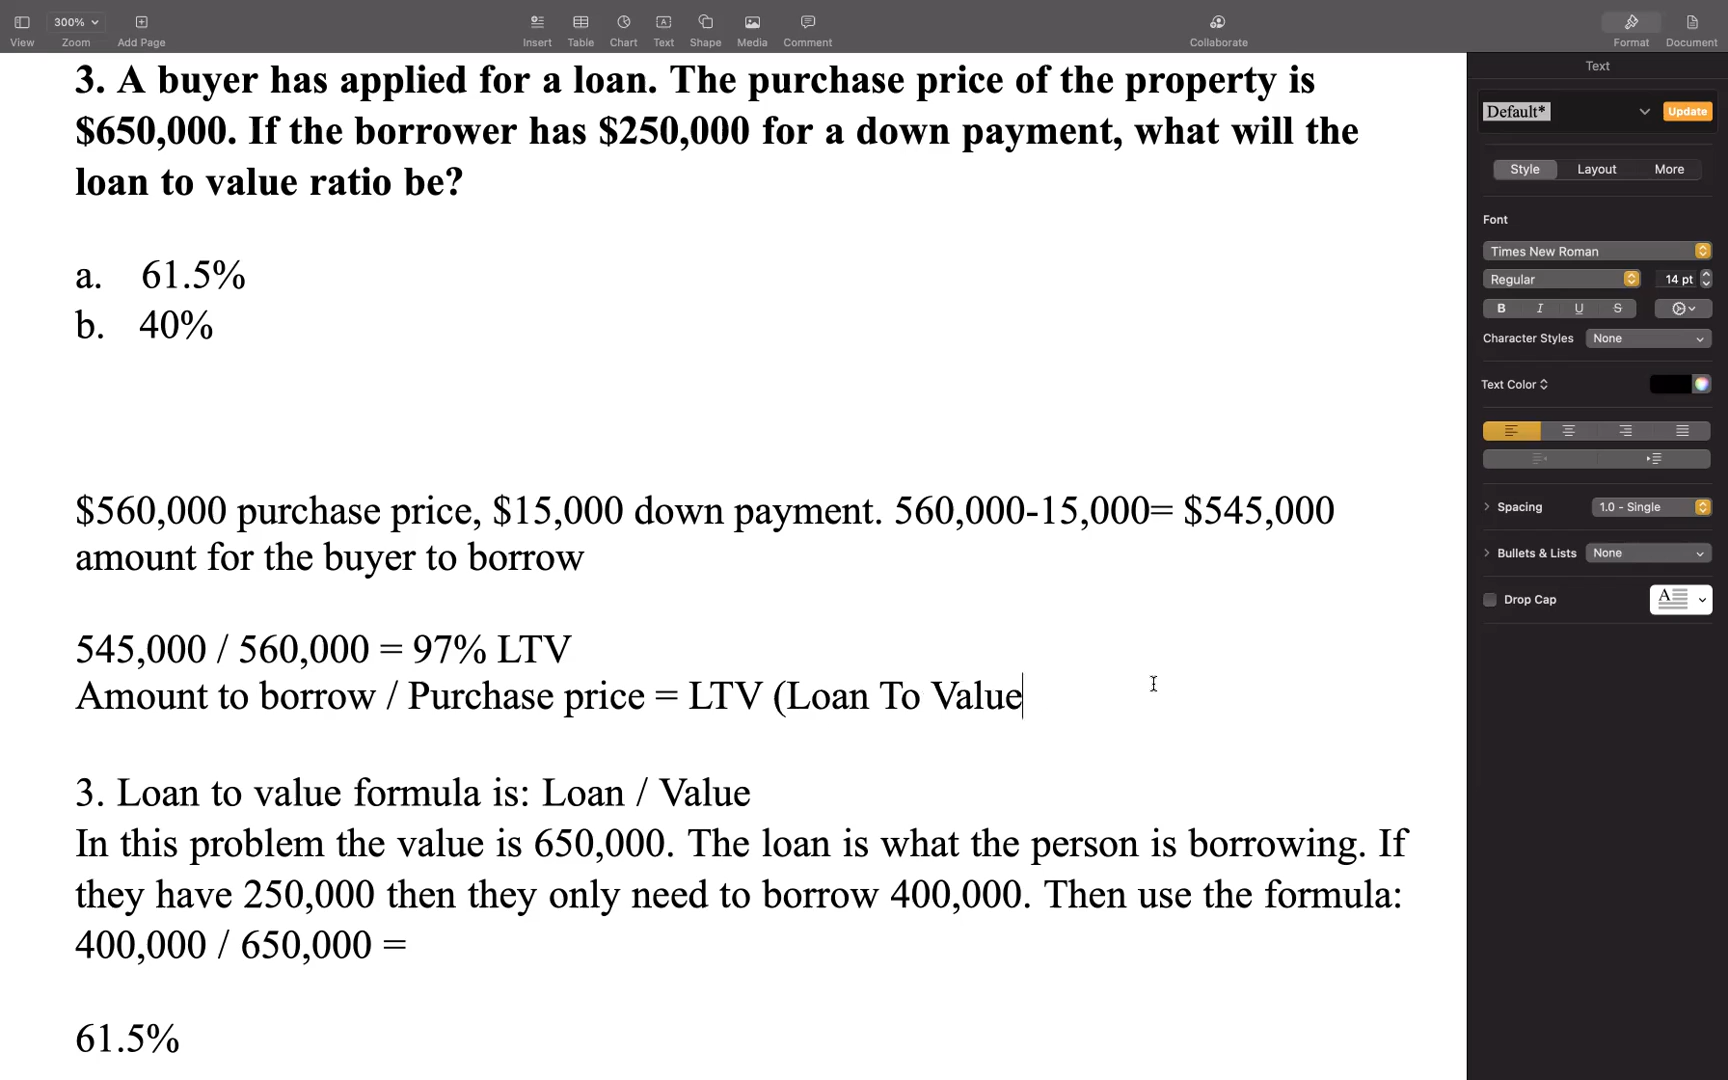 300%
View
Zoom
Add Page
Insert
Table
Chart
Text
Shape
Media
Comment
Collaborate
Format
Document
3. A buyer has applied for a loan. The purchase price of the property is
$650,000. If the borrower has $250,000 for a down payment, what will the
loan to value ratio be?
a. 61.5%
b. 40%
$560,000 purchase price, $15,000 down payment. 560,000-15,000= $545,000
amount for the buyer to borrow
545,000 / 560,000 = 97% LTV
Amount to borrow / Purchase price = LTV (Loan To Value
3. Loan to value formula is: Loan / Value
In this problem the value is 650,000. The loan is what the person is borrowing. If
they have 250,000 then they only need to borrow 400,000. Then use the formula:
400,000 / 650,000 =
61.5%
Text
Default*
Update
Style
Layout
More
Font
Times New Roman
Regular
14 pt
B
I
U
S
Character Styles
None
Text Color
Spacing
1.0 - Single
Bullets & Lists
None
Drop Cap
A